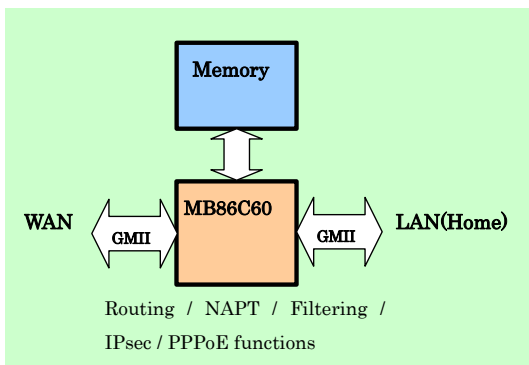 Memory
MB86C60
WAN
GMII
GMII
LAN(Home)
Routing / NAPT / Filtering /
IPsec / PPPoE functions